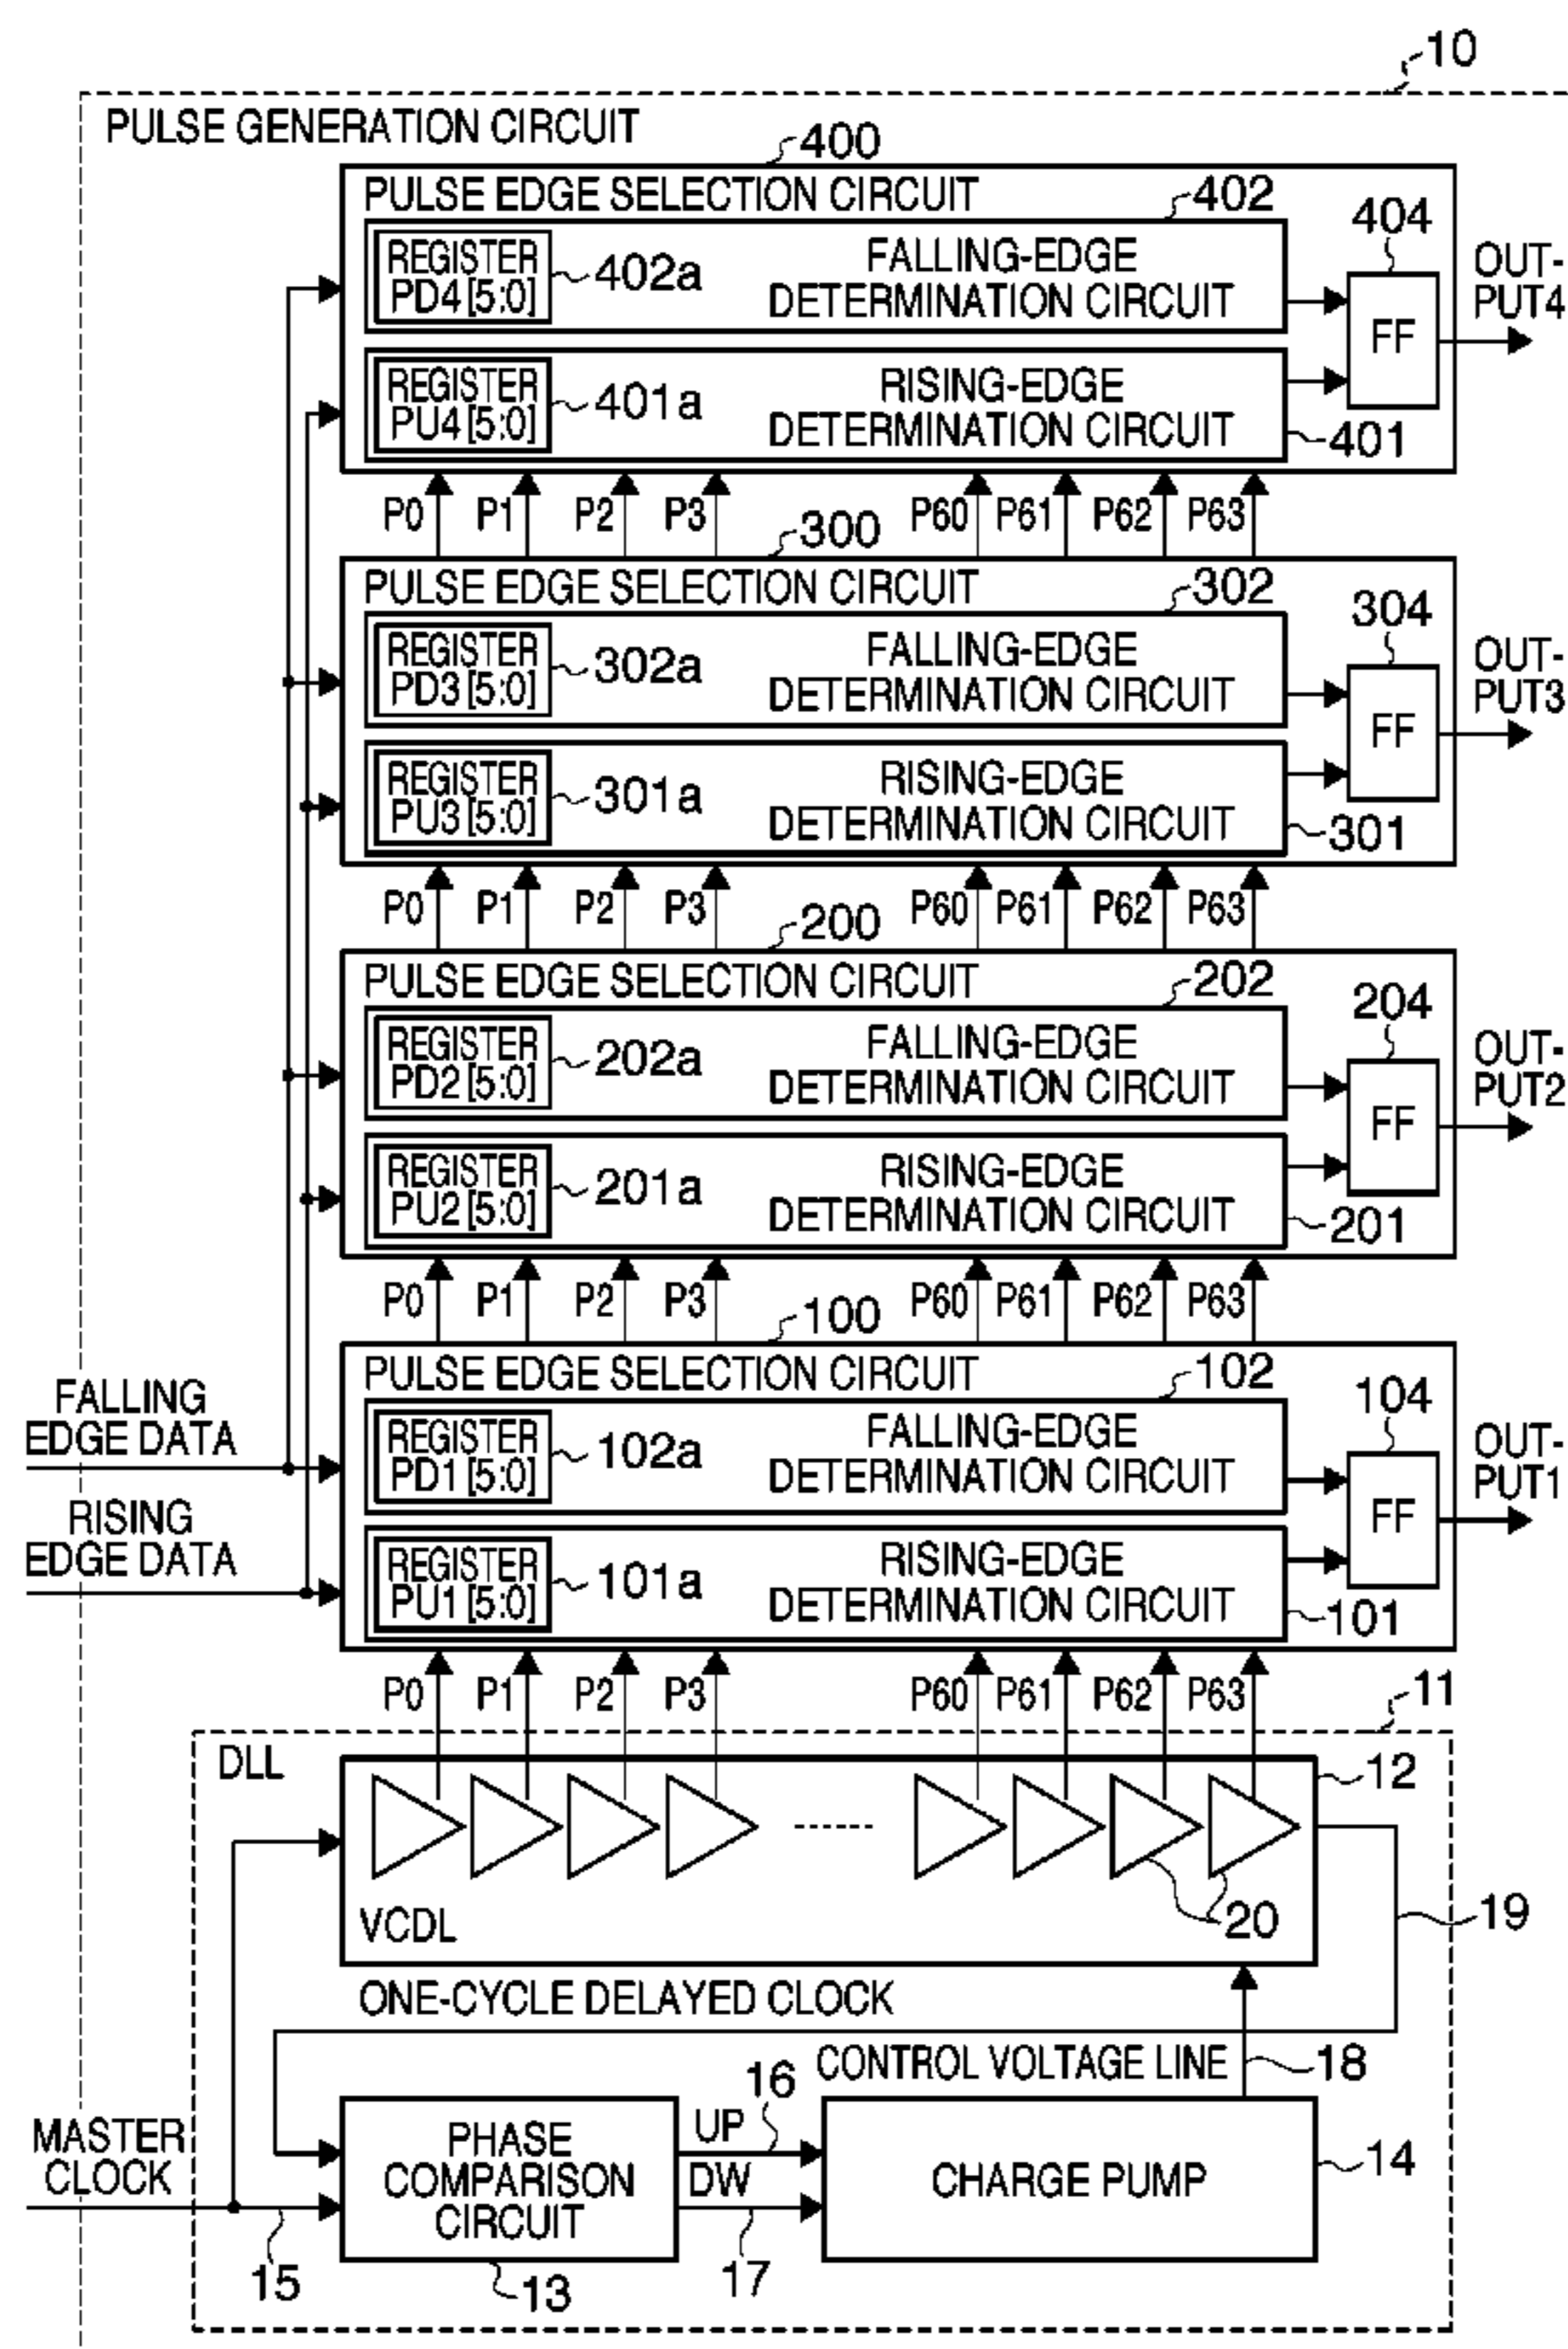 10
PULSE GENERATION CIRCUIT
400
PULSE EDGE SELECTION CIRCUIT
402
REGISTER
PD4 [5:0]
402a
FALLING-EDGE
DETERMINATION CIRCUIT
404
FF
OUT-
PUT4
REGISTER
PU4 [5:0]
401a
RISING-EDGE
DETERMINATION CIRCUIT
401
P0 P1 P2 P3 P60 P61 P62 P63
300
PULSE EDGE SELECTION CIRCUIT
302
REGISTER
PD3 [5:0]
302a
FALLING-EDGE
DETERMINATION CIRCUIT
304
FF
OUT-
PUT3
REGISTER
PU3 [5:0]
301a
RISING-EDGE
DETERMINATION CIRCUIT
301
P0 P1 P2 P3 P60 P61 P62 P63
200
PULSE EDGE SELECTION CIRCUIT
202
REGISTER
PD2 [5:0]
202a
FALLING-EDGE
DETERMINATION CIRCUIT
204
FF
OUT-
PUT2
REGISTER
PU2 [5:0]
201a
RISING-EDGE
DETERMINATION CIRCUIT
201
P0 P1 P2 P3 P60 P61 P62 P63
100
PULSE EDGE SELECTION CIRCUIT
102
FALLING
EDGE DATA
REGISTER
PD1 [5:0]
102a
FALLING-EDGE
DETERMINATION CIRCUIT
104
FF
OUT-
PUT1
RISING
EDGE DATA
REGISTER
PU1 [5:0]
101a
RISING-EDGE
DETERMINATION CIRCUIT
101
P0 P1 P2 P3 P60 P61 P62 P63
11
DLL
12
20
VCDL
19
ONE-CYCLE DELAYED CLOCK
CONTROL VOLTAGE LINE
18
16
MASTER
CLOCK
PHASE
COMPARISON
CIRCUIT
UP
DW
CHARGE PUMP
14
15
13
17